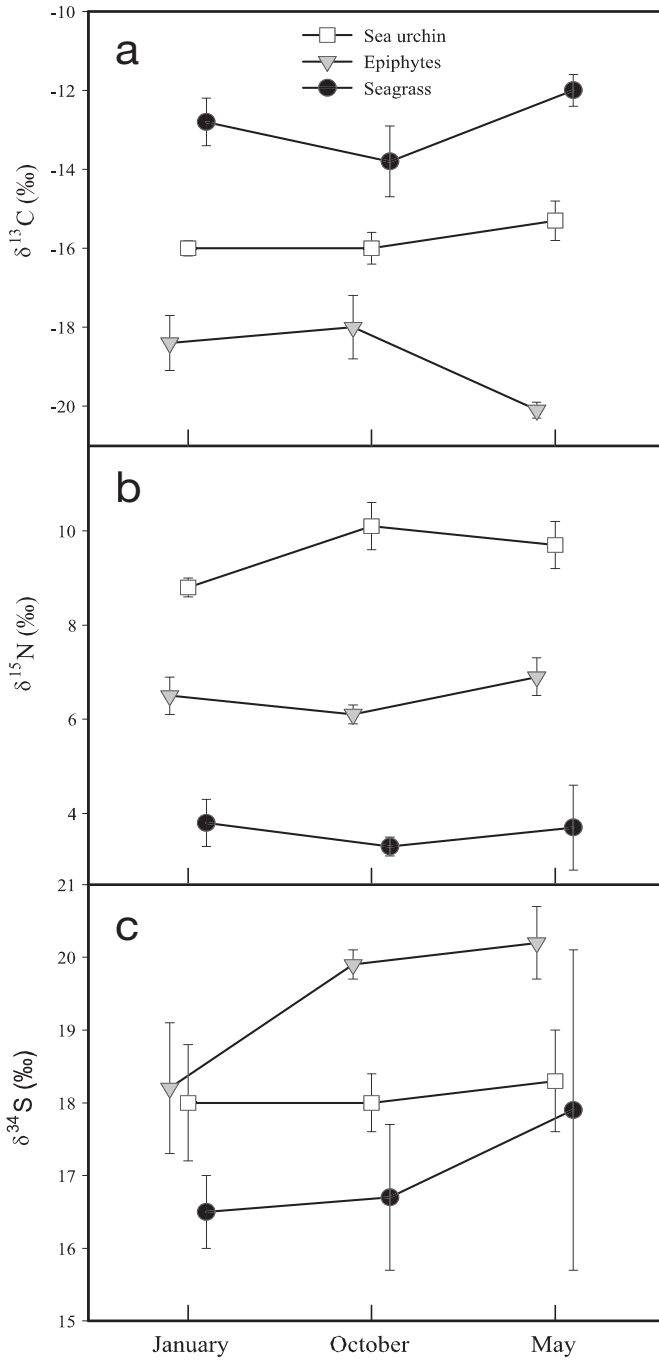 -10
a
Sea urchin
Epiphytes
Seagrass
-12
-14
δ¹³C (‰)
-16
-18
-20
b
10
8
δ¹⁵N (‰)
6
4
21
c
20
19
δ³⁴S (‰)
18
17
16
15
January October May